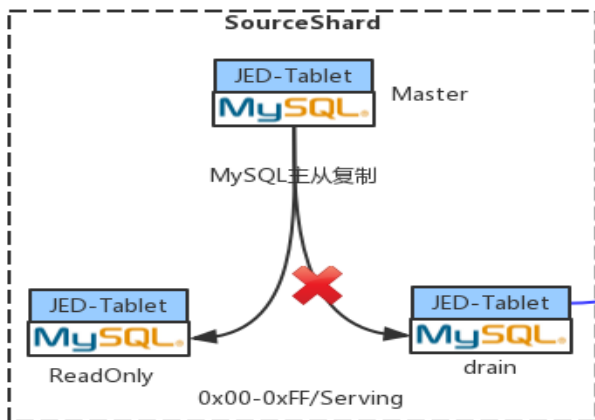 SourceShard
JED-Tablet
MySQL®
Master
MySQL主从复制
JED-Tablet
MySQL®
ReadOnly
JED-Tablet
MySQL®
drain
0x00-0xFF/Serving